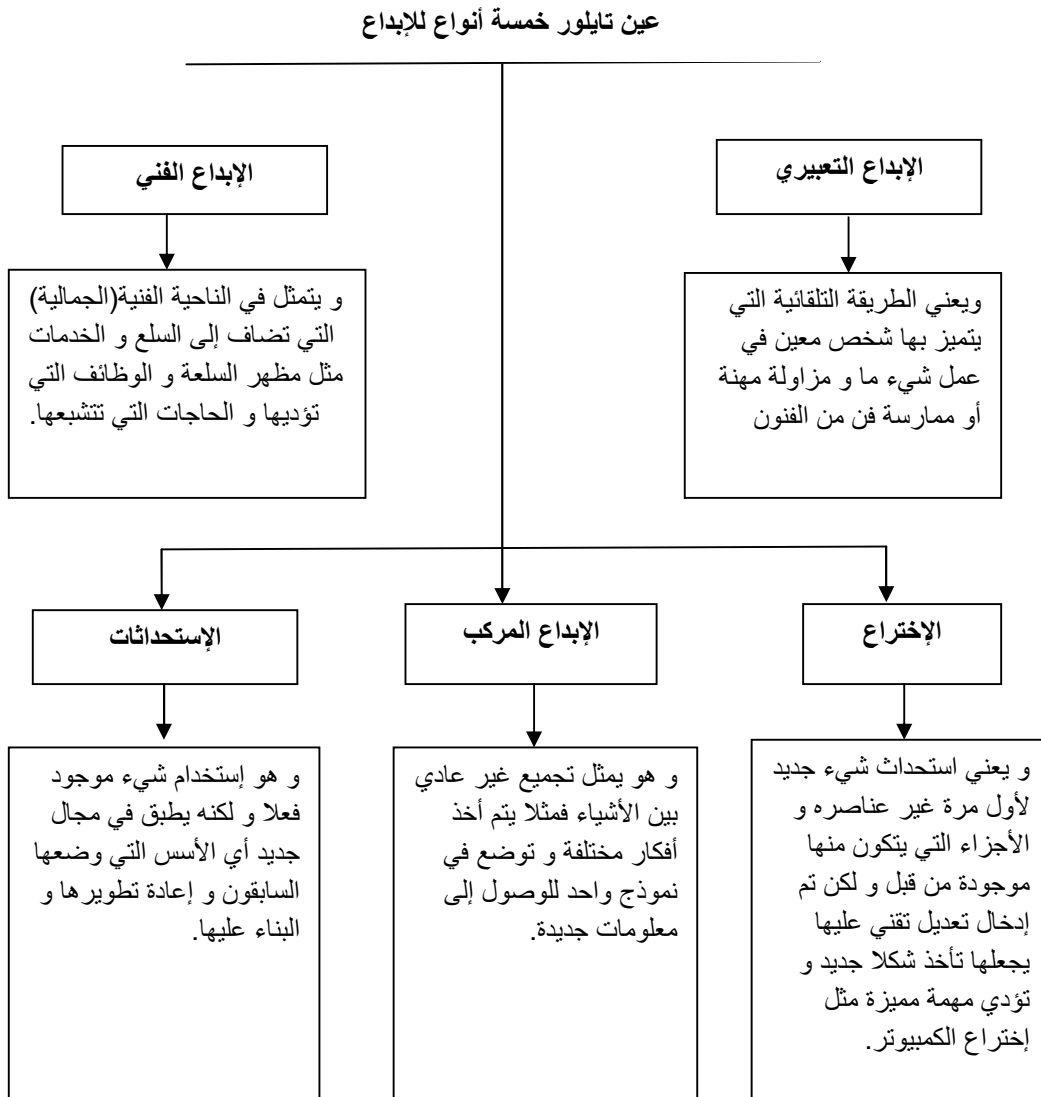 عين تايلور خمسة أنواع للإبداع
الإبداع التعبيري
الإبداع الفني
ويعني الطريقة التلقائية التي
يتميز بها شخص معين في
عمل شيء ما و مزاولة مهنة
أو ممارسة فن من الفنون
و يتمثل في الناحية الفنية(الجمالية)
التي تضاف إلى السلع و الخدمات
مثل مظهر السلعة و الوظائف التي
تؤديها و الحاجات التي تتشبعها.
الإختراع
الإبداع المركب
الإستحداثات
و يعني استحداث شيء جديد
لأول مرة غير عناصره و
الأجزاء التي يتكون منها
موجودة من قبل و لكن تم
إدخال تعديل تقني عليها
يجعلها تأخذ شكلا جديد و
تؤدي مهمة مميزة مثل
إختراع الكمبيوتر.
و هو يمثل تجميع غير عادي
بين الأشياء فمثلا يتم أخذ
أفكار مختلفة و توضع في
نموذج واحد للوصول إلى
معلومات جديدة.
و هو إستخدام شيء موجود
فعلا و لكنه يطبق في مجال
جديد أي الأسس التي وضعها
السابقون و إعادة تطويرها و
البناء عليها.